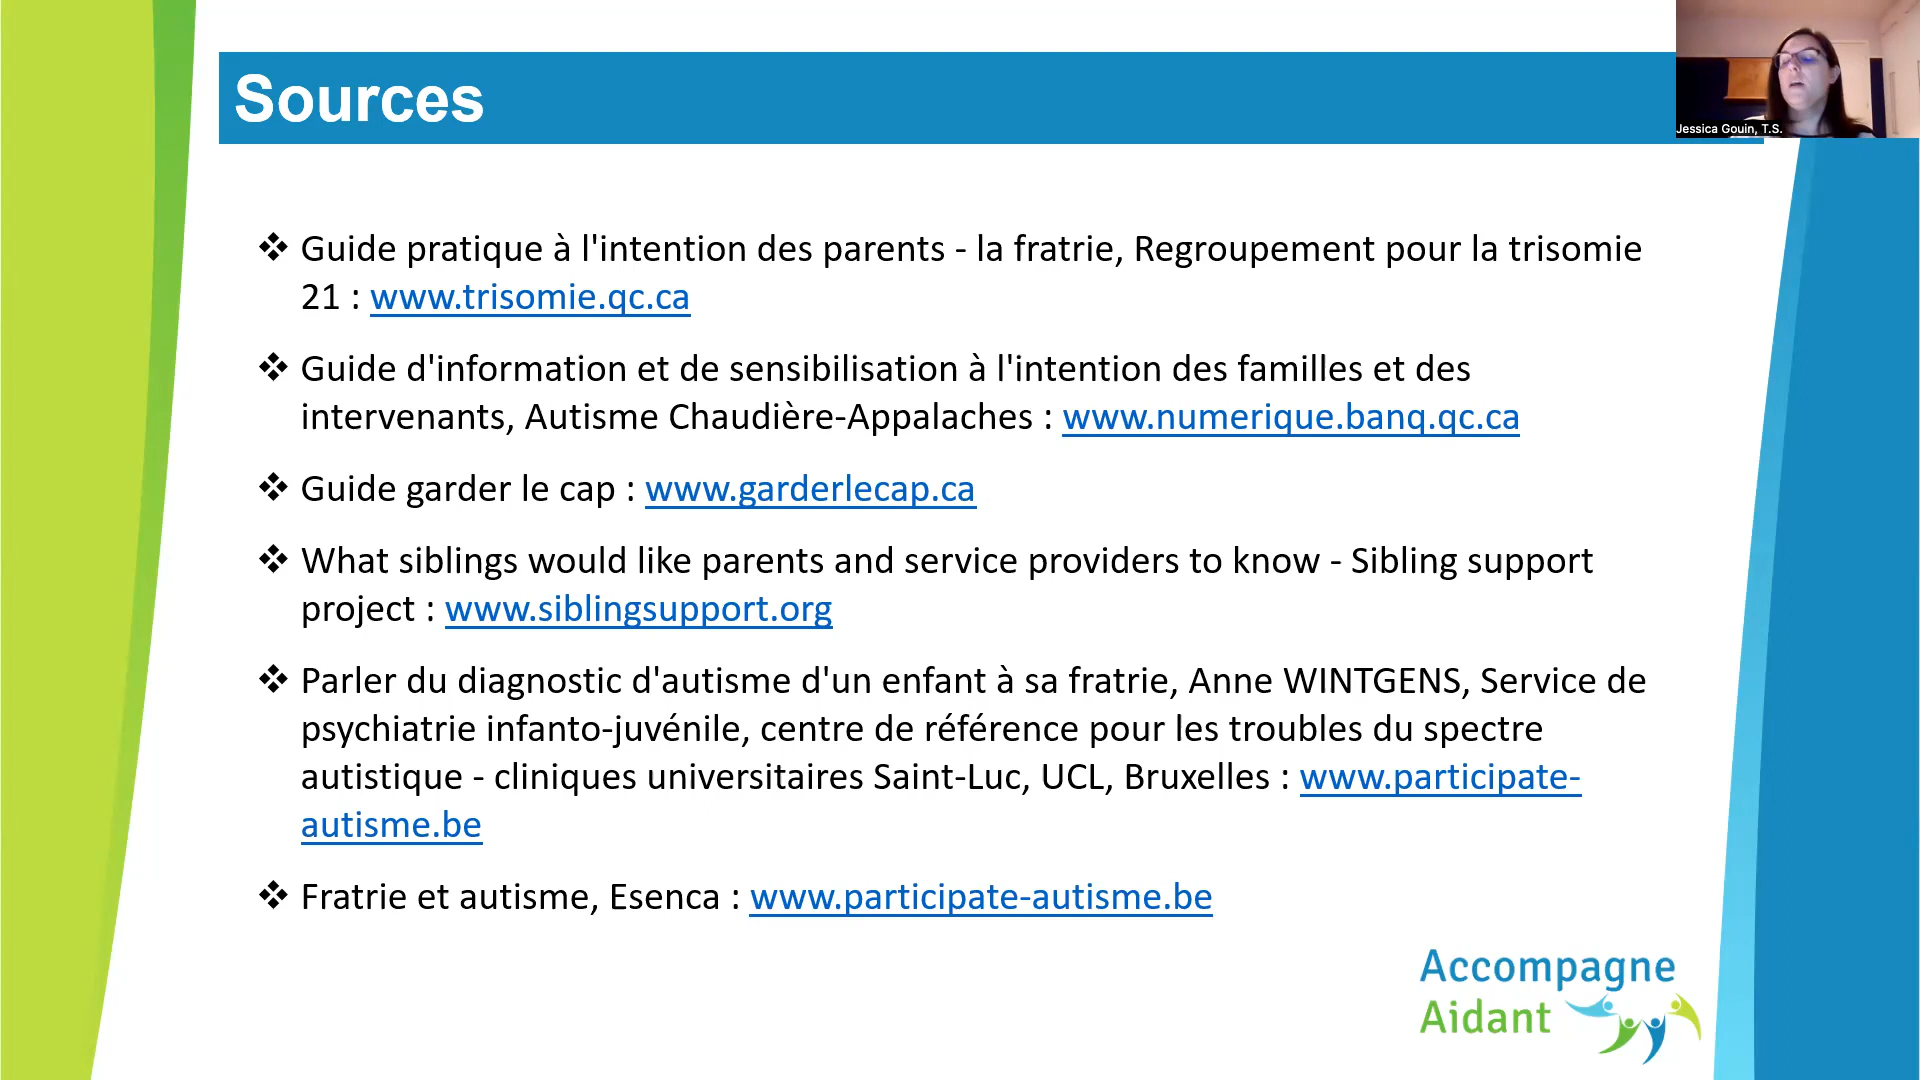 Sources
Jessica Gouin, T.S.
❖ Guide pratique à l'intention des parents - la fratrie, Regroupement pour la trisomie
21 : www.trisomie.qc.ca
❖ Guide d'information et de sensibilisation à l'intention des familles et des
intervenants, Autisme Chaudière-Appalaches : www.numerique.banq.qc.ca
❖ Guide garder le cap : www.garderlecap.ca
❖ What siblings would like parents and service providers to know - Sibling support
project : www.siblingsupport.org
❖ Parler du diagnostic d'autisme d'un enfant à sa fratrie, Anne WINTGENS, Service de
psychiatrie infanto-juvénile, centre de référence pour les troubles du spectre
autistique - cliniques universitaires Saint-Luc, UCL, Bruxelles : www.participate-
autisme.be
❖ Fratrie et autisme, Esenca : www.participate-autisme.be
Accompagne
Aidant